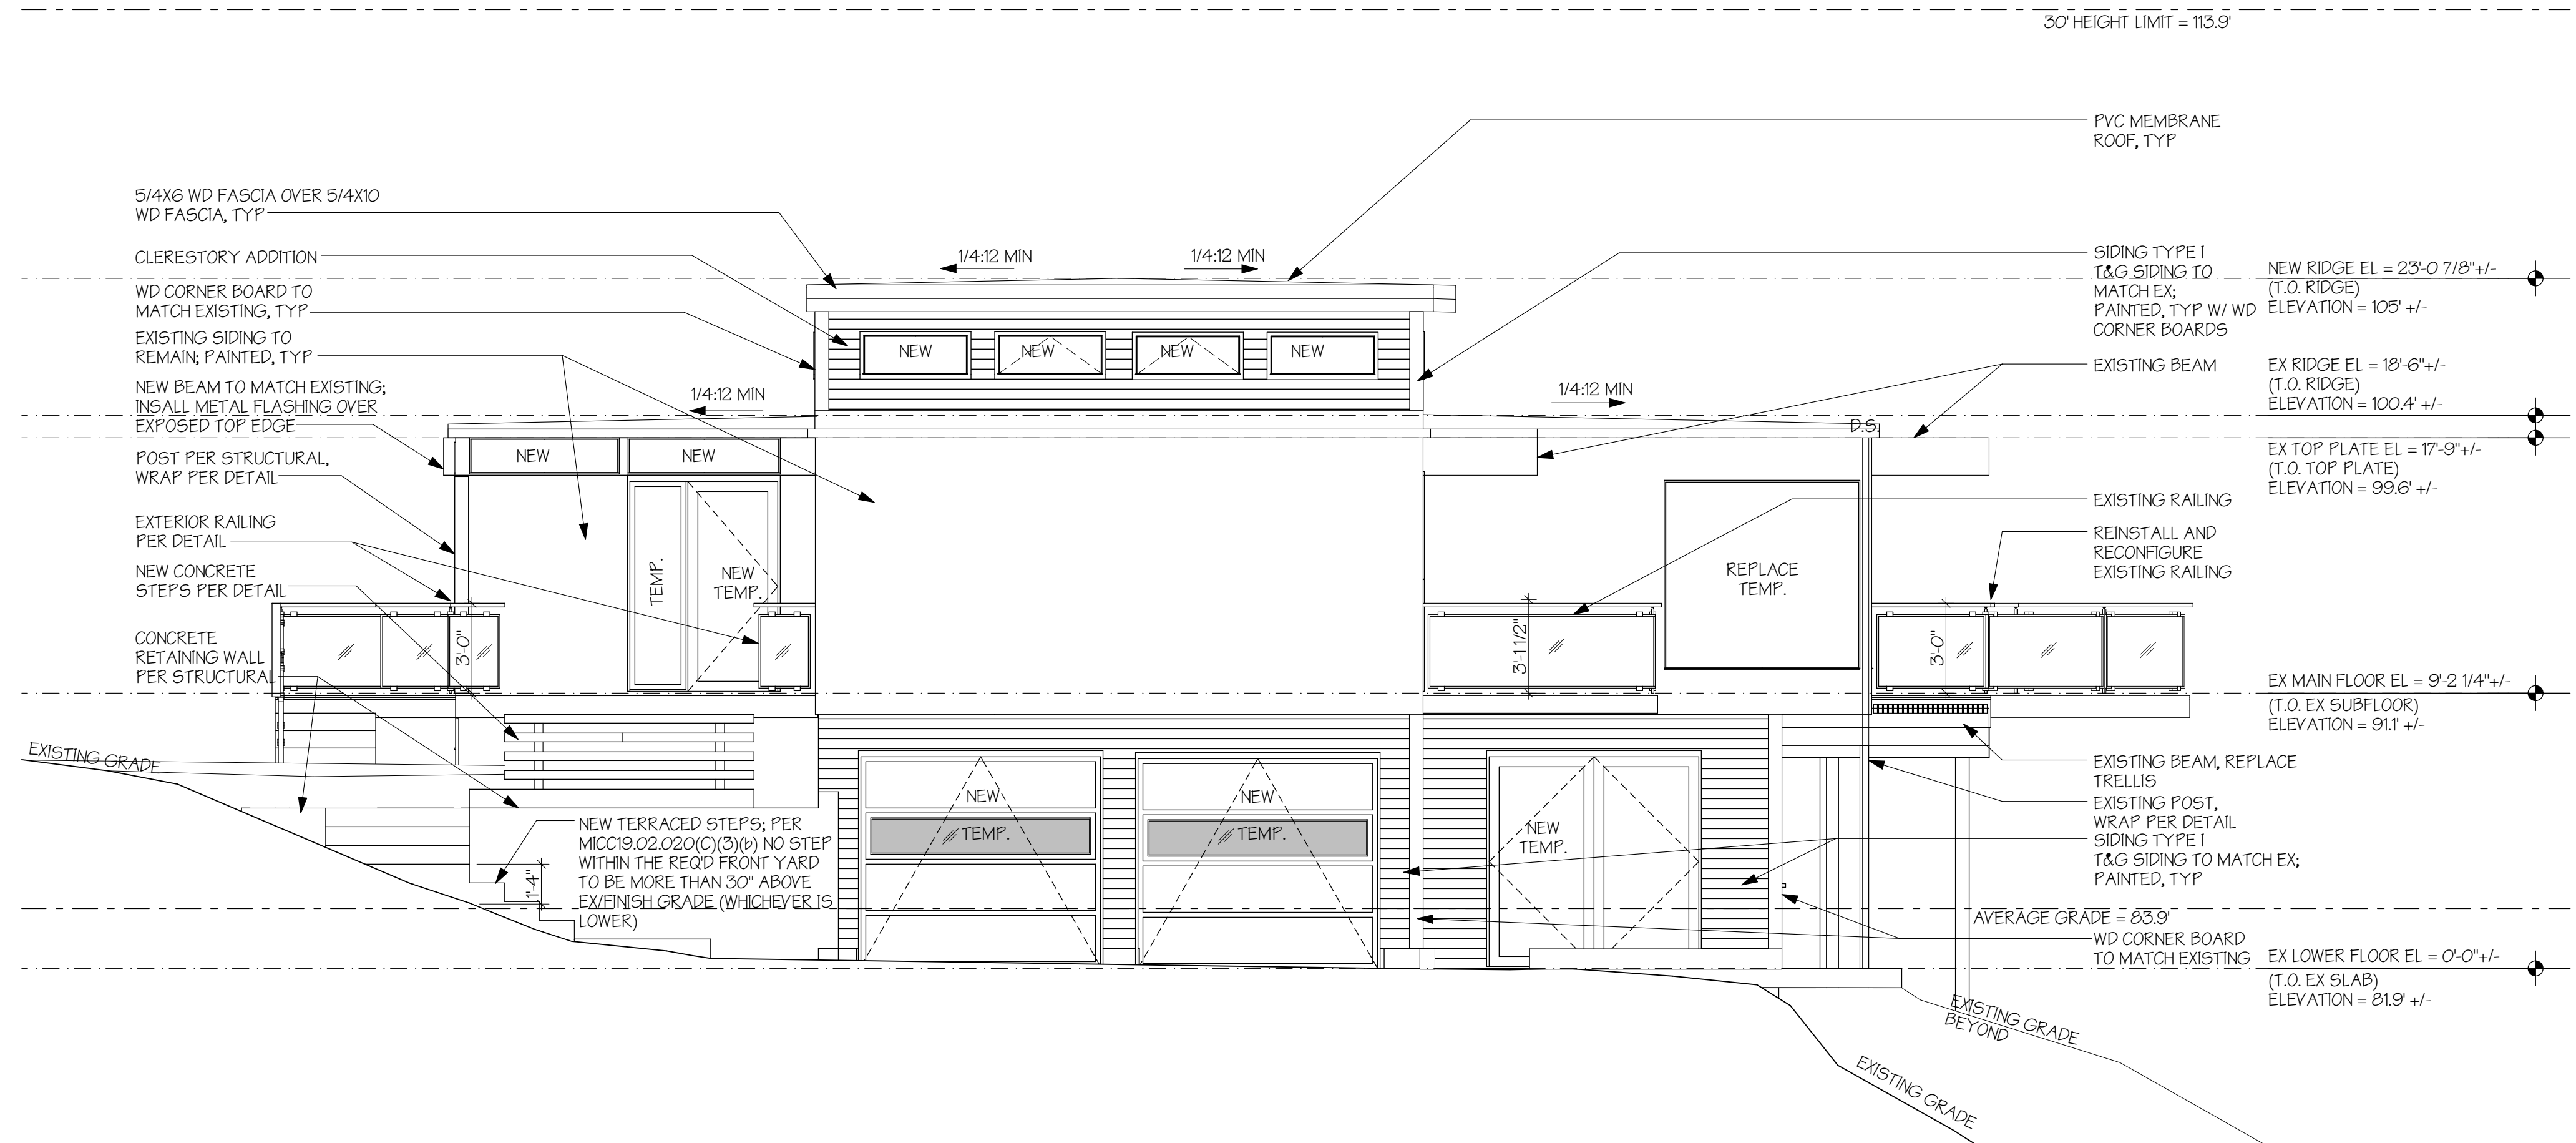 30' HEIGHT LIMIT = 113.9'
PVC MEMBRANE
ROOF, TYP
5/4X6 WD FASCIA OVER 5/4X10
WD FASCIA, TYP
CLERESTORY ADDITION
WD CORNER BOARD TO
MATCH EXISTING, TYP
EXISTING SIDING TO
REMAIN; PAINTED, TYP
NEW BEAM TO MATCH EXISTING;
INSALL METAL FLASHING OVER
EXPOSED TOP EDGE
POST PER STRUCTURAL,
WRAP PER DETAIL
EXTERIOR RAILING
PER DETAIL
NEW CONCRETE
STEPS PER DETAIL
CONCRETE
RETAINING WALL
PER STRUCTURAL
EXISTING GRADE
1/4:12 MIN
1/4:12 MIN
1/4:12 MIN
1/4:12 MIN
NEW
NEW
NEW
NEW
NEW
NEW
D.S.
TEMP.
NEW
TEMP.
REPLACE
TEMP.
3'-0"
3'-1 1/2"
3'-0"
NEW
TEMP.
NEW
TEMP.
NEW
TEMP.
NEW TERRACED STEPS; PER
MICC19.02.020(C)(3)(b) NO STEP
WITHIN THE REQ'D FRONT YARD
TO BE MORE THAN 30" ABOVE
EX/FINISH GRADE (WHICHEVER IS
LOWER)
1'-4"
SIDING TYPE 1
T&G SIDING TO
MATCH EX;
PAINTED, TYP W/ WD
CORNER BOARDS
EXISTING BEAM
EXISTING RAILING
REINSTALL AND
RECONFIGURE
EXISTING RAILING
EXISTING BEAM, REPLACE
TRELLIS
EXISTING POST,
WRAP PER DETAIL
SIDING TYPE 1
T&G SIDING TO MATCH EX;
PAINTED, TYP
AVERAGE GRADE = 83.9'
WD CORNER BOARD
TO MATCH EXISTING
NEW RIDGE EL = 23'-0 7/8"+/-
(T.O. RIDGE)
ELEVATION = 105' +/-
EX RIDGE EL = 18'-6"+/-
(T.O. RIDGE)
ELEVATION = 100.4' +/-
EX TOP PLATE EL = 17'-9"+/-
(T.O. TOP PLATE)
ELEVATION = 99.6' +/-
EX MAIN FLOOR EL = 9'-2 1/4"+/-
(T.O. EX SUBFLOOR)
ELEVATION = 91.1' +/-
EX LOWER FLOOR EL = 0'-0"+/-
(T.O. EX SLAB)
ELEVATION = 81.9' +/-
EXISTING GRADE
BEYOND
EXISTING GRADE